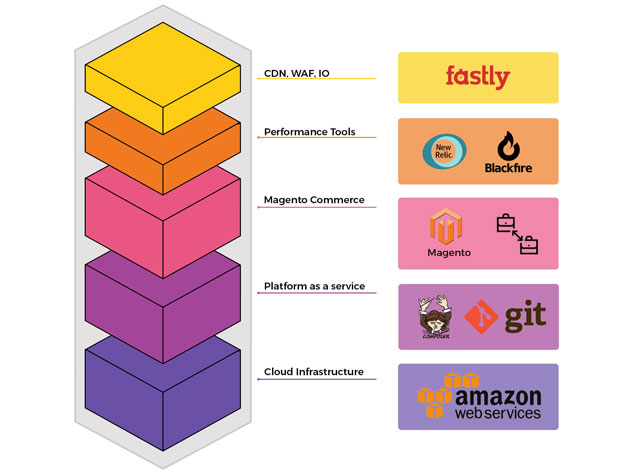 CDN, WAF, IO
fastly
Performance Tools
New
Relic
Blackfire
Magento Commerce
Magento
Platform as a service
COMPOSER
git
Cloud Infrastructure
amazon
web services